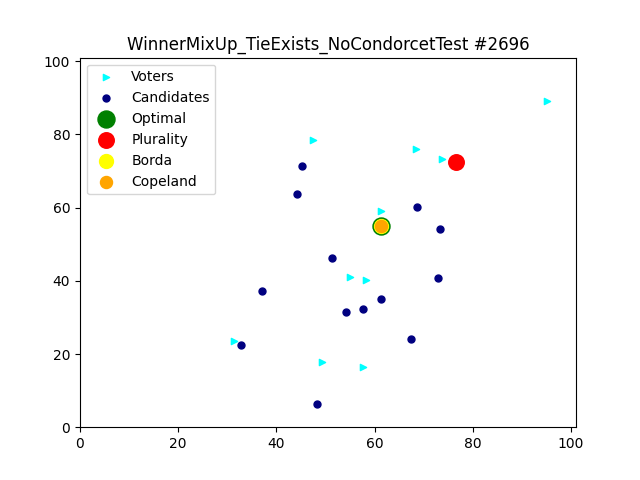 WinnerMixUp_TieExists_NoCondorcetTest #2696
100
80
60
40
20
0
Voters
Candidates
Optimal
Plurality
Borda
Copeland
0 20 40 60 80 100